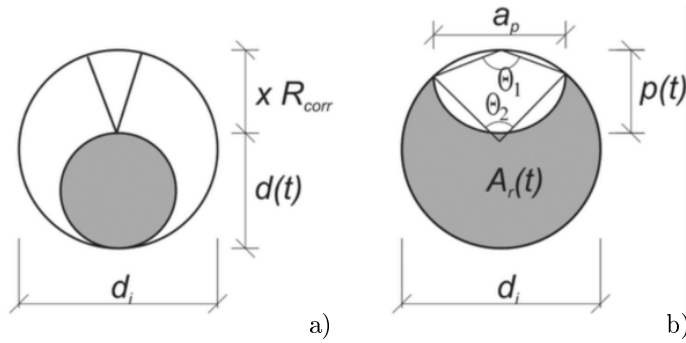 x R_corr
d(t)
d_i
a)
a_p
Θ_1
Θ_2
p(t)
A_r(t)
d_i
b)